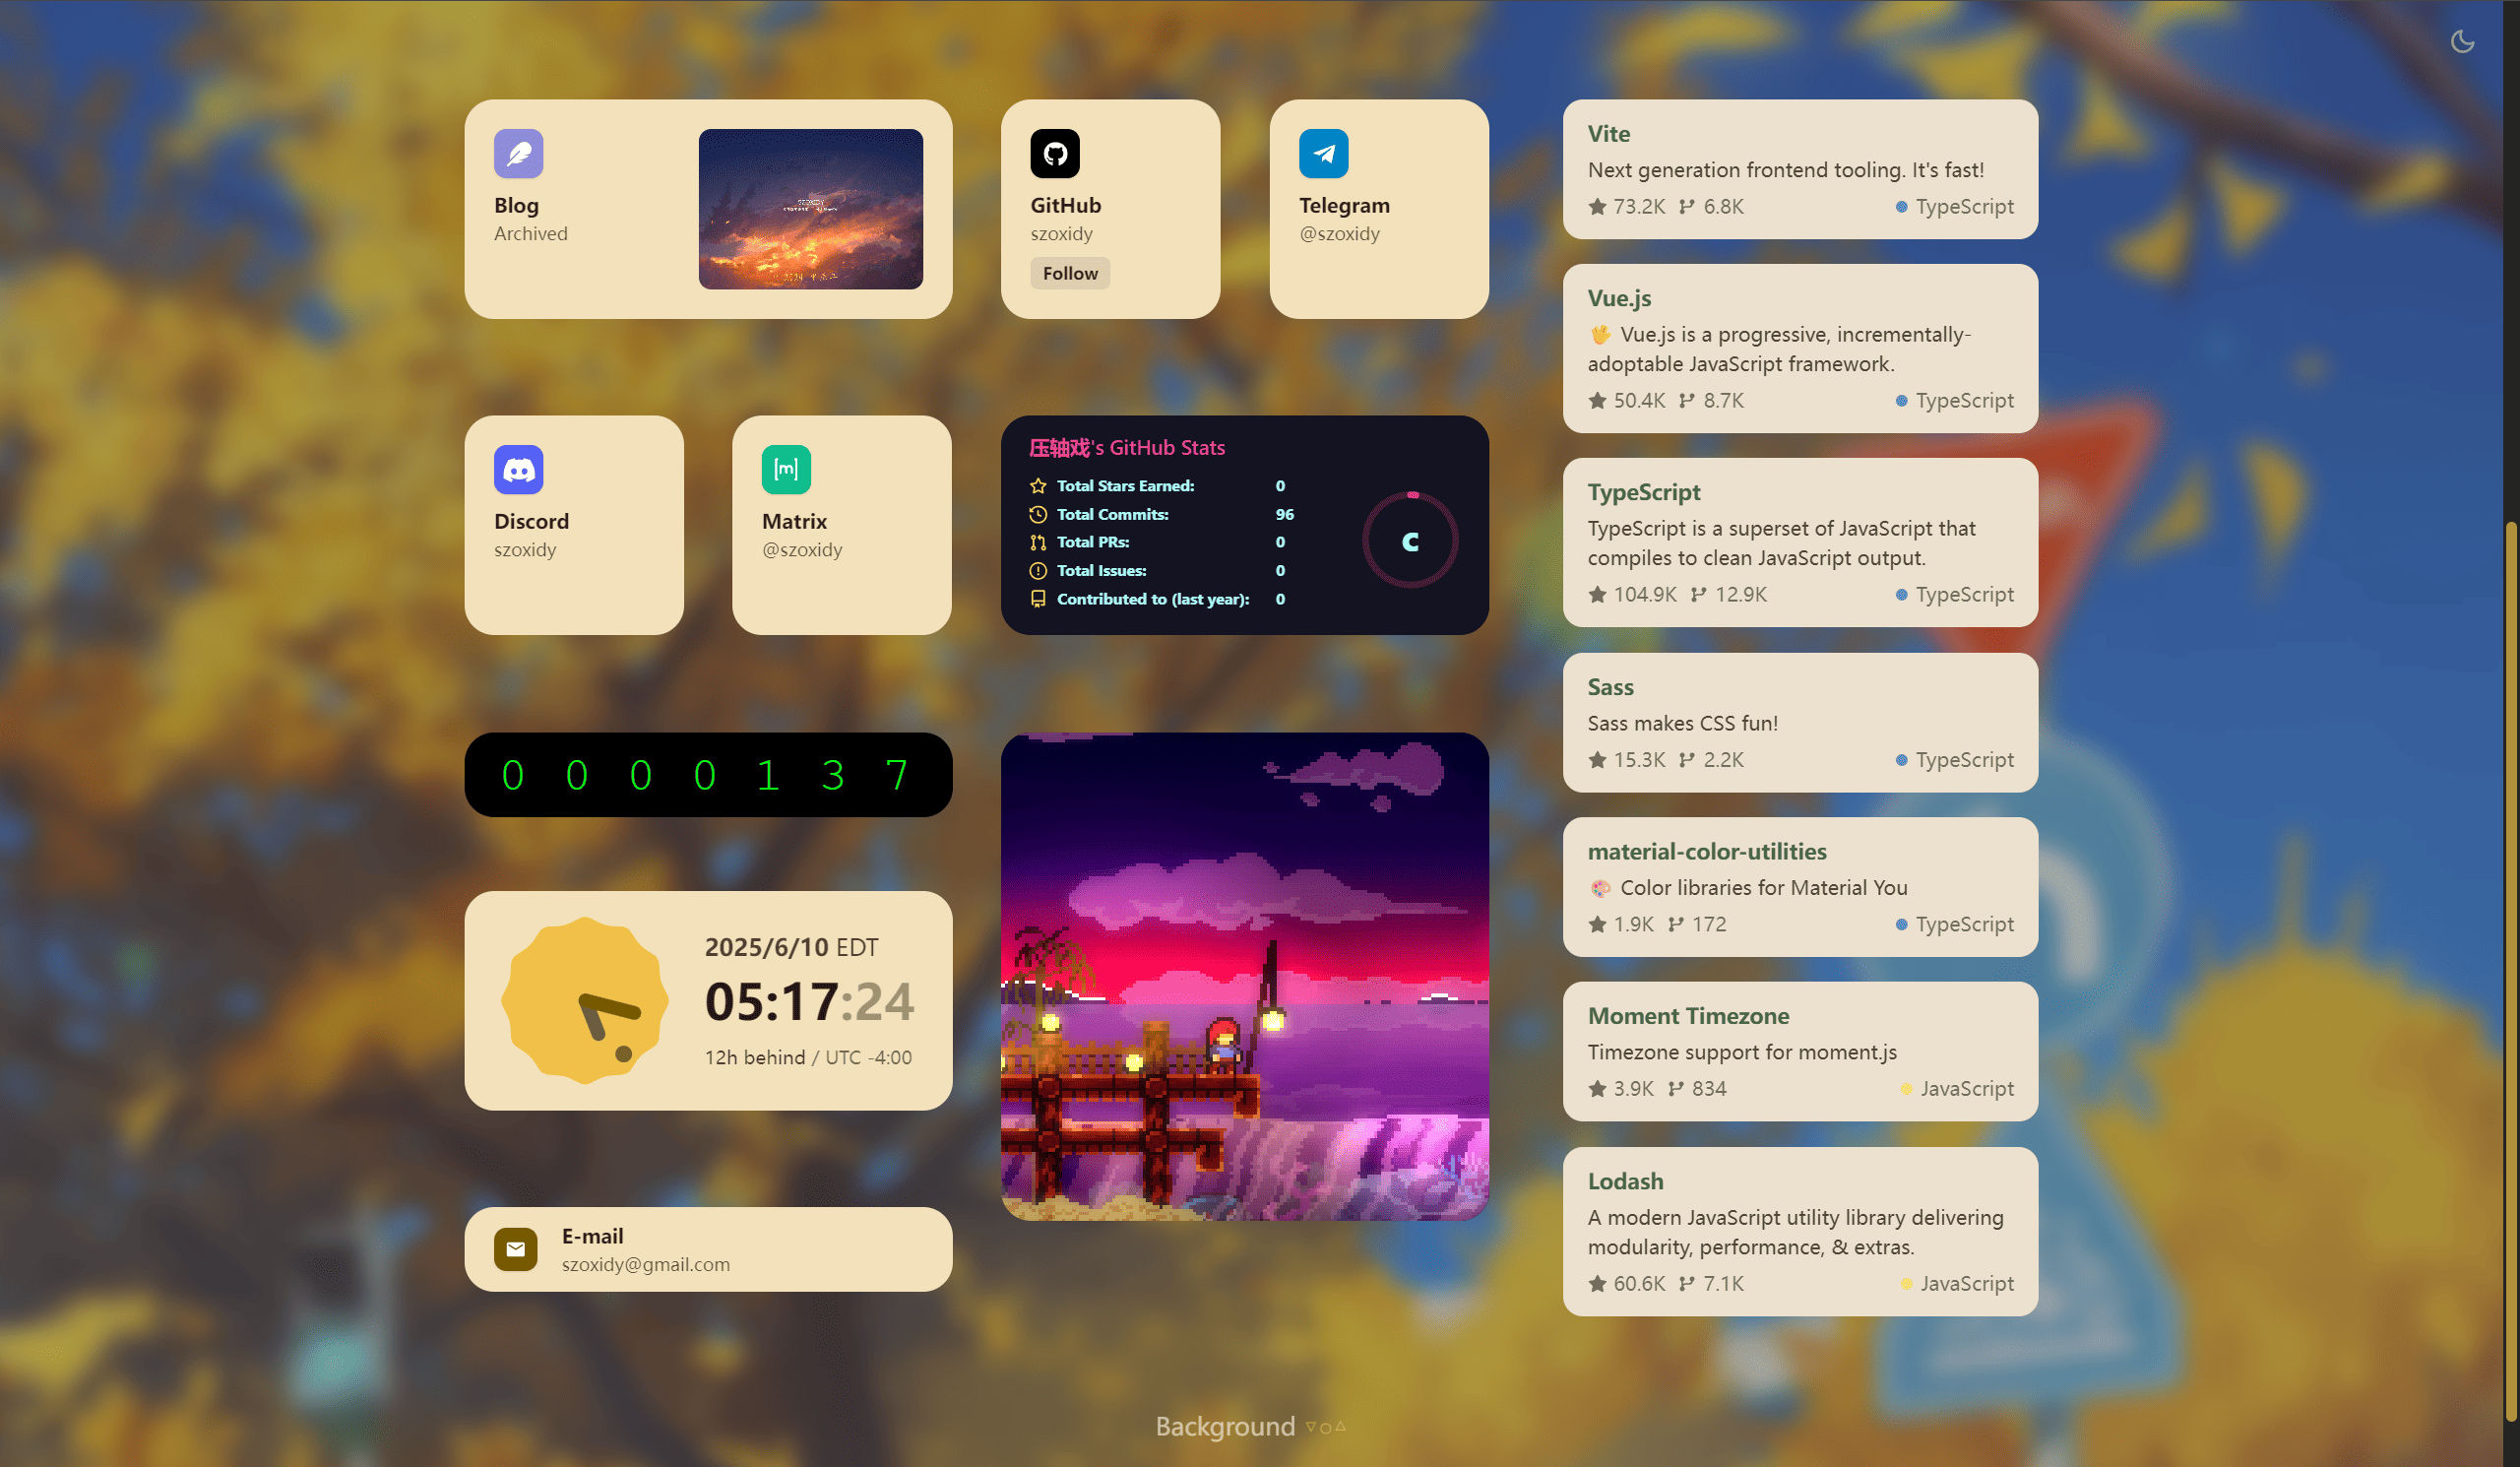 Blog
Archived
GitHub
szoxidy
Follow
Telegram
@szoxidy
Discord
szoxidy
Matrix
@szoxidy
压轴戏's GitHub Stats
Total Stars Earned: 0
Total Commits: 96
Total PRs: 0
Total Issues: 0
Contributed to (last year): 0
C
0 0 0 0 1 3 7
2025/6/10 EDT
05:17:24
12h behind / UTC -4:00
E-mail
szoxidy@gmail.com
Vite
Next generation frontend tooling. It's fast!
73.2K 6.8K TypeScript
Vue.js
🖖 Vue.js is a progressive, incrementally-
adoptable JavaScript framework.
50.4K 8.7K TypeScript
TypeScript
TypeScript is a superset of JavaScript that
compiles to clean JavaScript output.
104.9K 12.9K TypeScript
Sass
Sass makes CSS fun!
15.3K 2.2K TypeScript
material-color-utilities
🎨 Color libraries for Material You
1.9K 172 TypeScript
Moment Timezone
Timezone support for moment.js
3.9K 834 JavaScript
Lodash
A modern JavaScript utility library delivering
modularity, performance, & extras.
60.6K 7.1K JavaScript
Background ▽○△